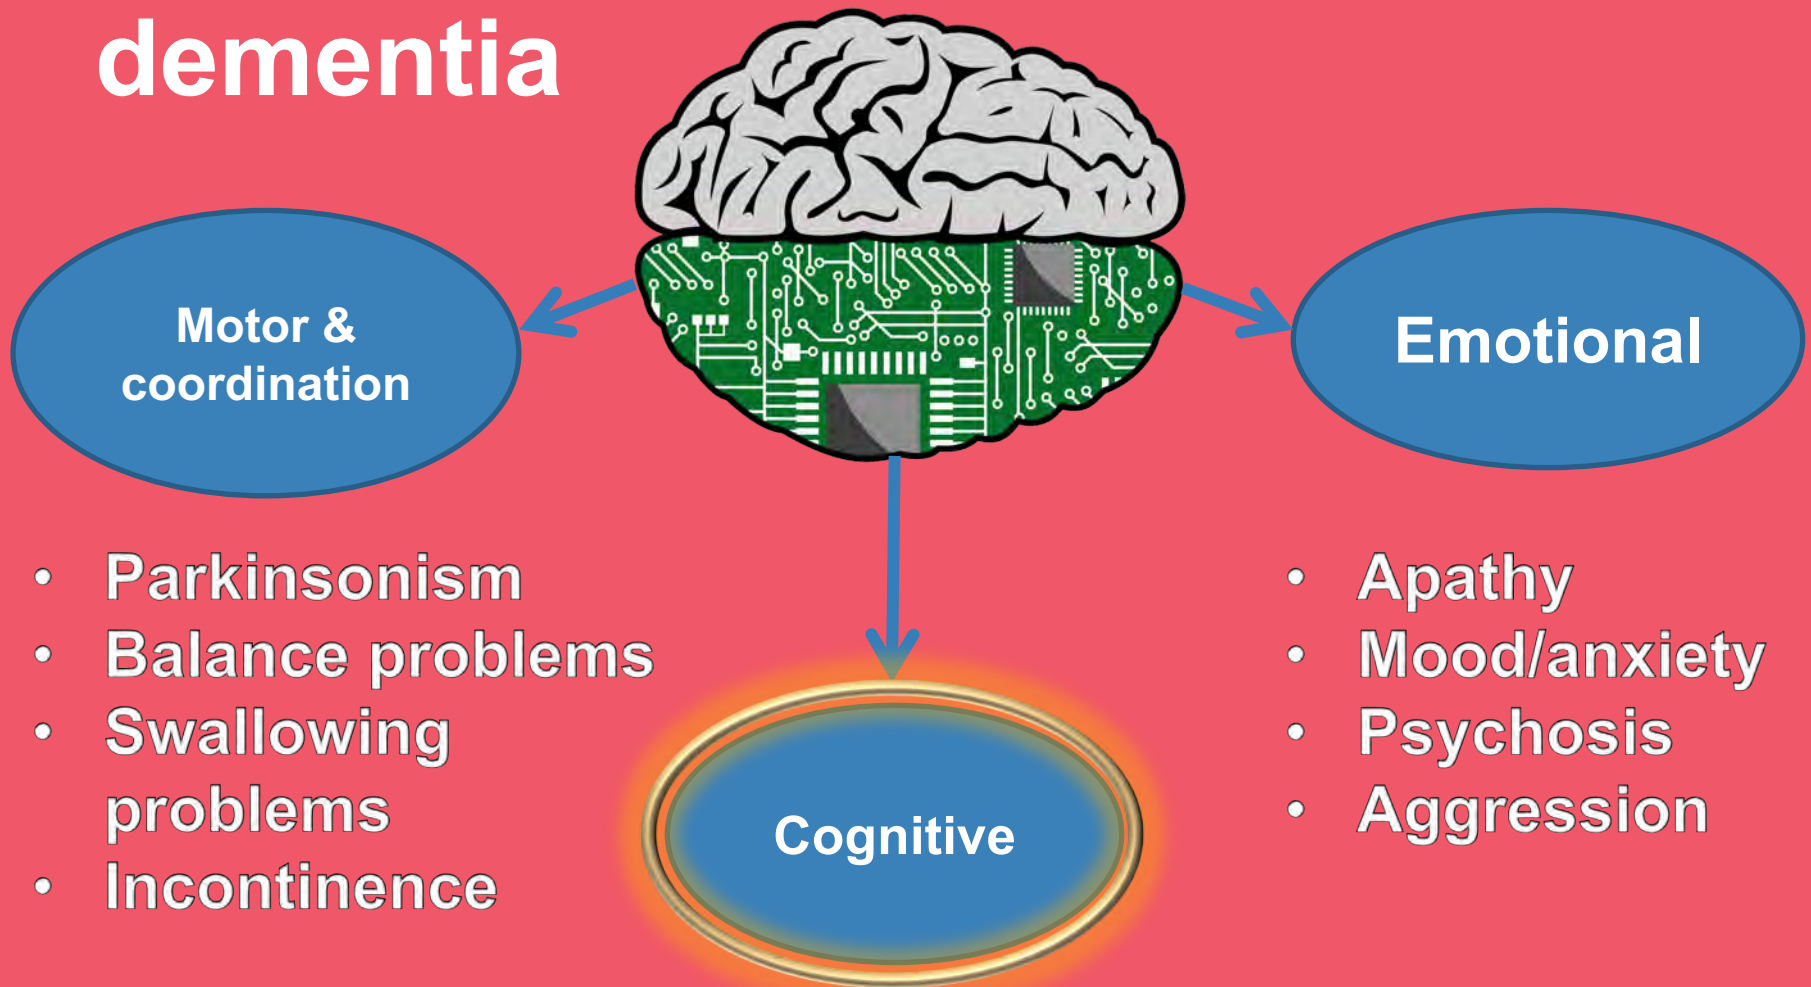 dementia
Motor &
coordination
Emotional
• Parkinsonism
• Balance problems
• Swallowing
problems
• Incontinence
• Apathy
• Mood/anxiety
• Psychosis
• Aggression
Cognitive